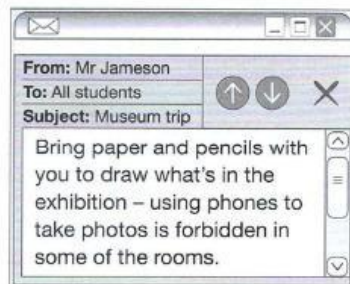 From: Mr Jameson
To: All students
Subject: Museum trip
Bring paper and pencils with
you to draw what's in the
exhibition – using phones to
take photos is forbidden in
some of the rooms.